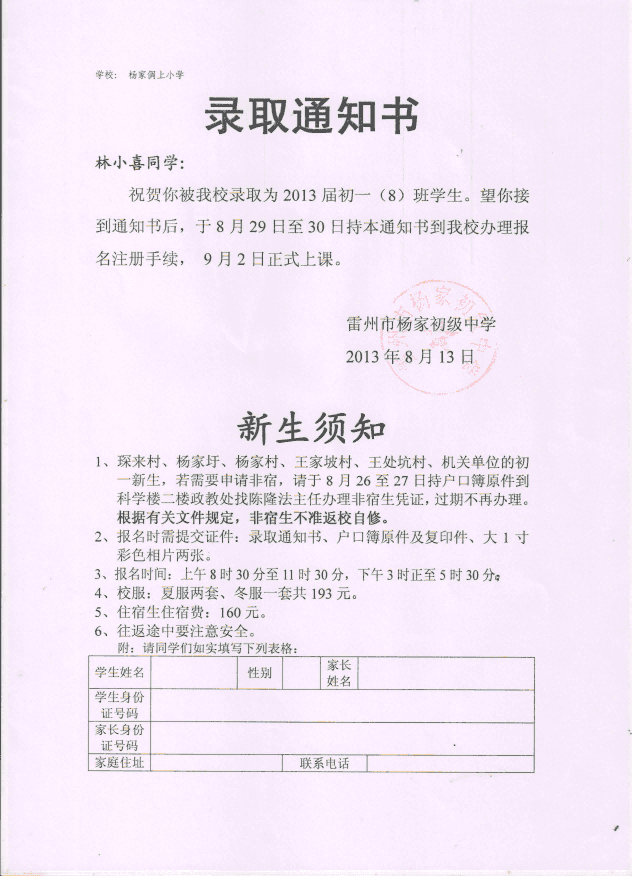 学校： 杨家偶上小学
录取通知书
林小喜同学：
祝贺你被我校录取为 2013 届初一（8）班学生。望你接
到通知书后，于 8 月 29 日至 30 日持本通知书到我校办理报
名注册手续， 9 月 2 日正式上课。
雷州市杨家初级中学
2013 年 8 月 13 日
新生须知
1、琛来村、杨家圩、杨家村、王家坡村、王处坑村、机关单位的初
一新生，若需要申请非宿，请于 8 月 26 至 27 日持户口簿原件到
科学楼二楼政教处找陈隆法主任办理非宿生凭证，过期不再办理。
根据有关文件规定，非宿生不准返校自修。
2、报名时需提交证件：录取通知书、户口簿原件及复印件、大 1 寸
彩色相片两张。
3、报名时间：上午 8 时 30 分至 11 时 30 分，下午 3 时正至 5 时 30 分。
4、校服：夏服两套、冬服一套共 193 元。
5、住宿生住宿费：160 元。
6、往返途中要注意安全。
附：请同学们如实填写下列表格：
学生姓名 性别 家长姓名
学生身份
证号码
家长身份
证号码
家庭住址 联系电话